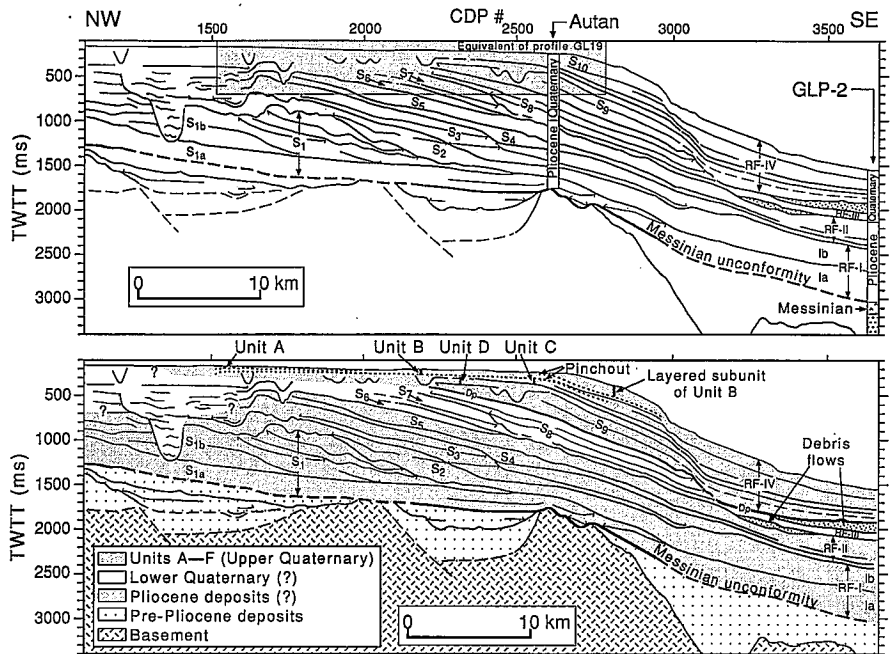 NW CDP # Autan SE
1500 2000 2500 3000 3500
Equivalent of profile GL19
GLP-2
TWTT (ms)
500
1000
1500
2000
2500
3000
S10
S6
S7
S9
S8
S5
S1b
S3
S4
S1
S2
S1a
Pliocene Quaternary
RF-IV
RF-III
RF-II
RF-I
Ib
Ia
Quaternary
Pliocene
Messinian unconformity
Messinian
0 10 km
Unit A Unit B Unit D Unit C
Pinchout
Layered subunit
of Unit B
TWTT (ms)
500
1000
1500
2000
2500
3000
?
?
?
S6
S7
Dp
S9
S8
S5
S1b
S3
S4
S1
S2
S1a
Debris
flows
RF-IV
Dp
RF-III
RF-II
RF-I
Ib
Ia
Messinian unconformity
Units A—F (Upper Quaternary)
Lower Quaternary (?)
Pliocene deposits (?)
Pre-Pliocene deposits
Basement
0 10 km